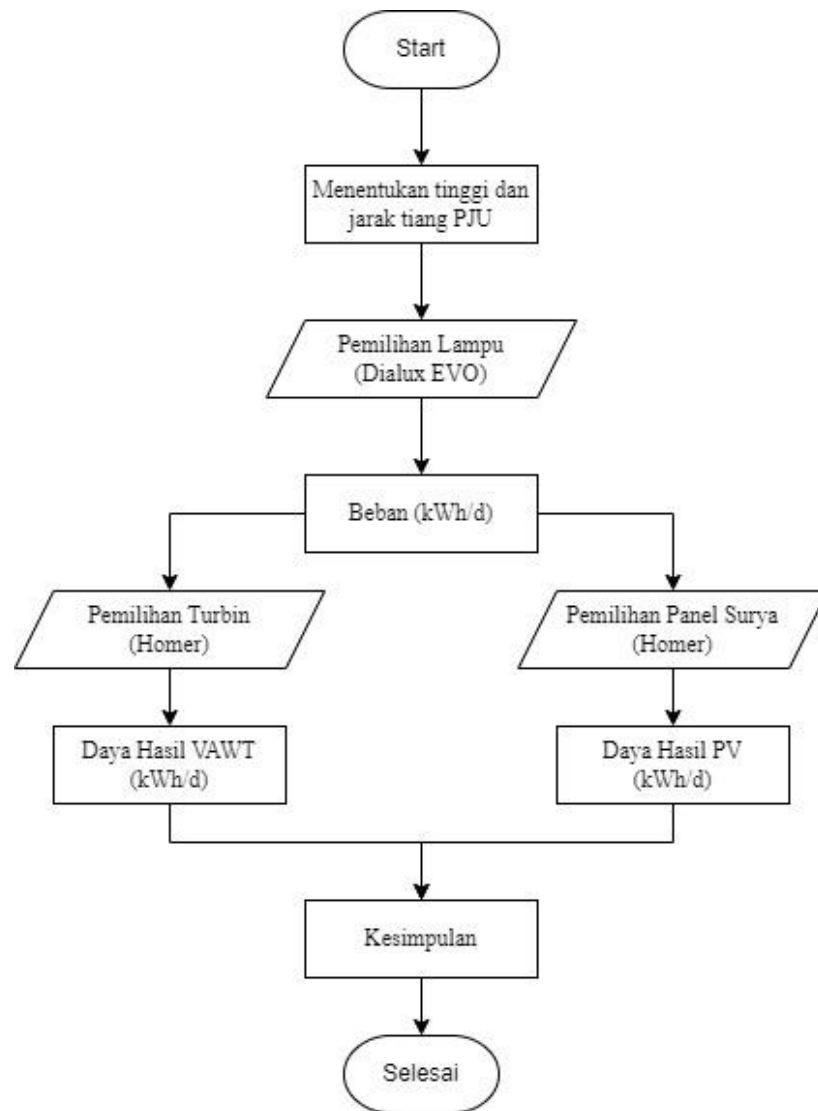 Start
Menentukan tinggi dan
jarak tiang PJU
Pemilihan Lampu
(Dialux EVO)
Beban (kWh/d)
Pemilihan Turbin
(Homer)
Pemilihan Panel Surya
(Homer)
Daya Hasil VAWT
(kWh/d)
Daya Hasil PV
(kWh/d)
Kesimpulan
Selesai